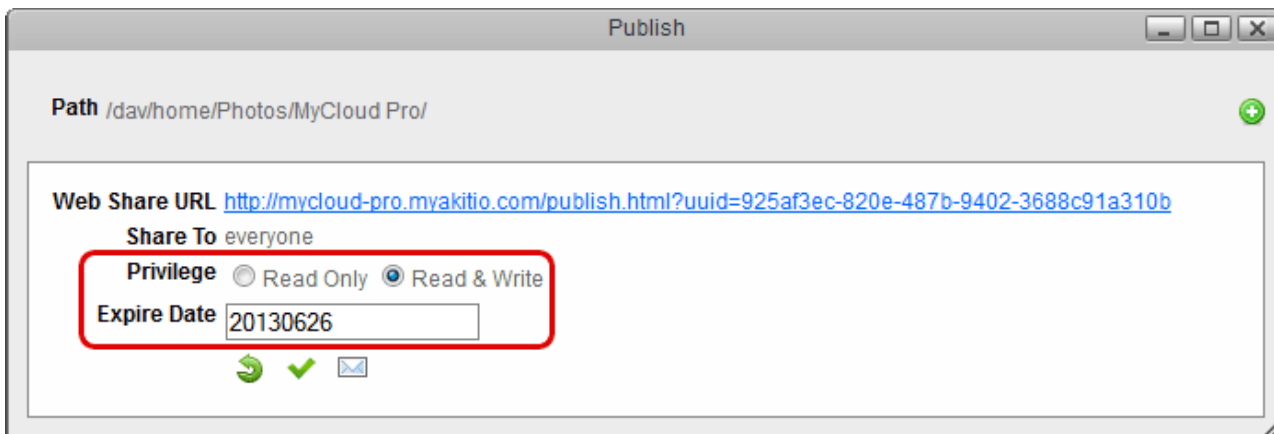 Publish
Path /dav/home/Photos/MyCloud Pro/
Web Share URL http://mycloud-pro.myakitio.com/publish.html?uuid=925af3ec-820e-487b-9402-3688c91a310b
Share To everyone
Privilege Read Only Read & Write
Expire Date 20130626